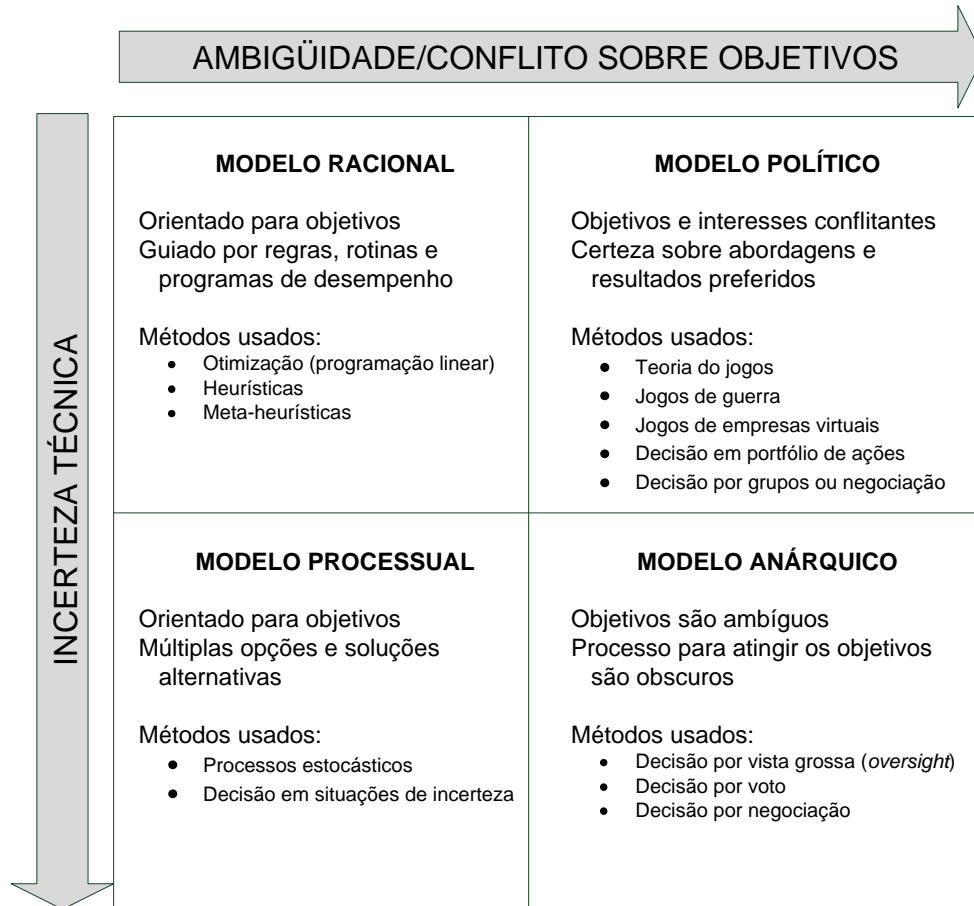 AMBIGÜIDADE/CONFLITO SOBRE OBJETIVOS
INCERTEZA TÉCNICA
MODELO RACIONAL
Orientado para objetivos
Guiado por regras, rotinas e
programas de desempenho
Métodos usados:
• Otimização (programação linear)
• Heurísticas
• Meta-heurísticas
MODELO POLÍTICO
Objetivos e interesses conflitantes
Certeza sobre abordagens e
resultados preferidos
Métodos usados:
• Teoria do jogos
• Jogos de guerra
• Jogos de empresas virtuais
• Decisão em portfólio de ações
• Decisão por grupos ou negociação
MODELO PROCESSUAL
Orientado para objetivos
Múltiplas opções e soluções
alternativas
Métodos usados:
• Processos estocásticos
• Decisão em situações de incerteza
MODELO ANÁRQUICO
Objetivos são ambíguos
Processo para atingir os objetivos
são obscuros
Métodos usados:
• Decisão por vista grossa (oversight)
• Decisão por voto
• Decisão por negociação